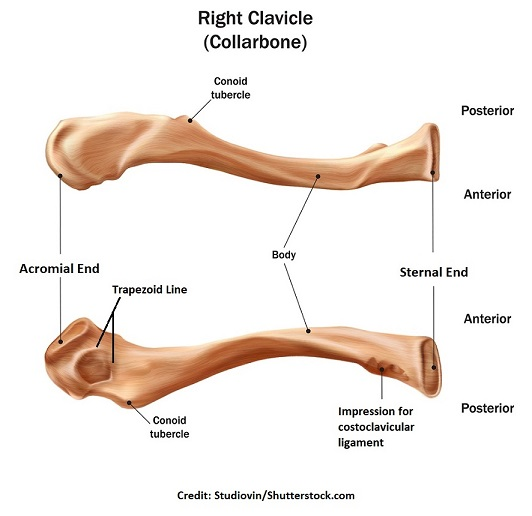 Right Clavicle
(Collarbone)
Conoid
tubercle
Posterior
Anterior
Body
Acromial End
Sternal End
Trapezoid Line
Anterior
Conoid
tubercle
Impression for
costoclavicular
ligament
Posterior
Credit: Studiovin/Shutterstock.com